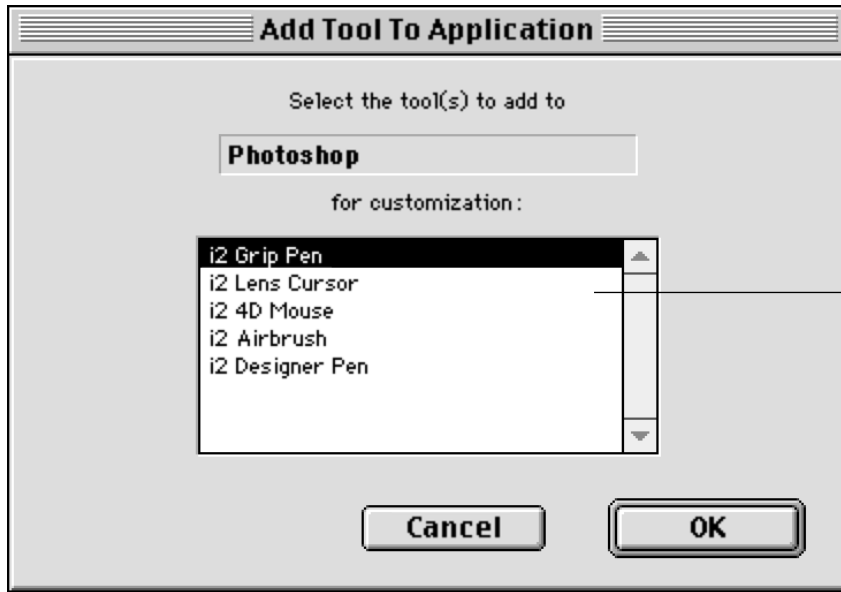 Add Tool To Application
Select the tool(s) to add to
Photoshop
for customization:
i2 Grip Pen
i2 Lens Cursor
i2 4D Mouse
i2 Airbrush
i2 Designer Pen
Cancel OK